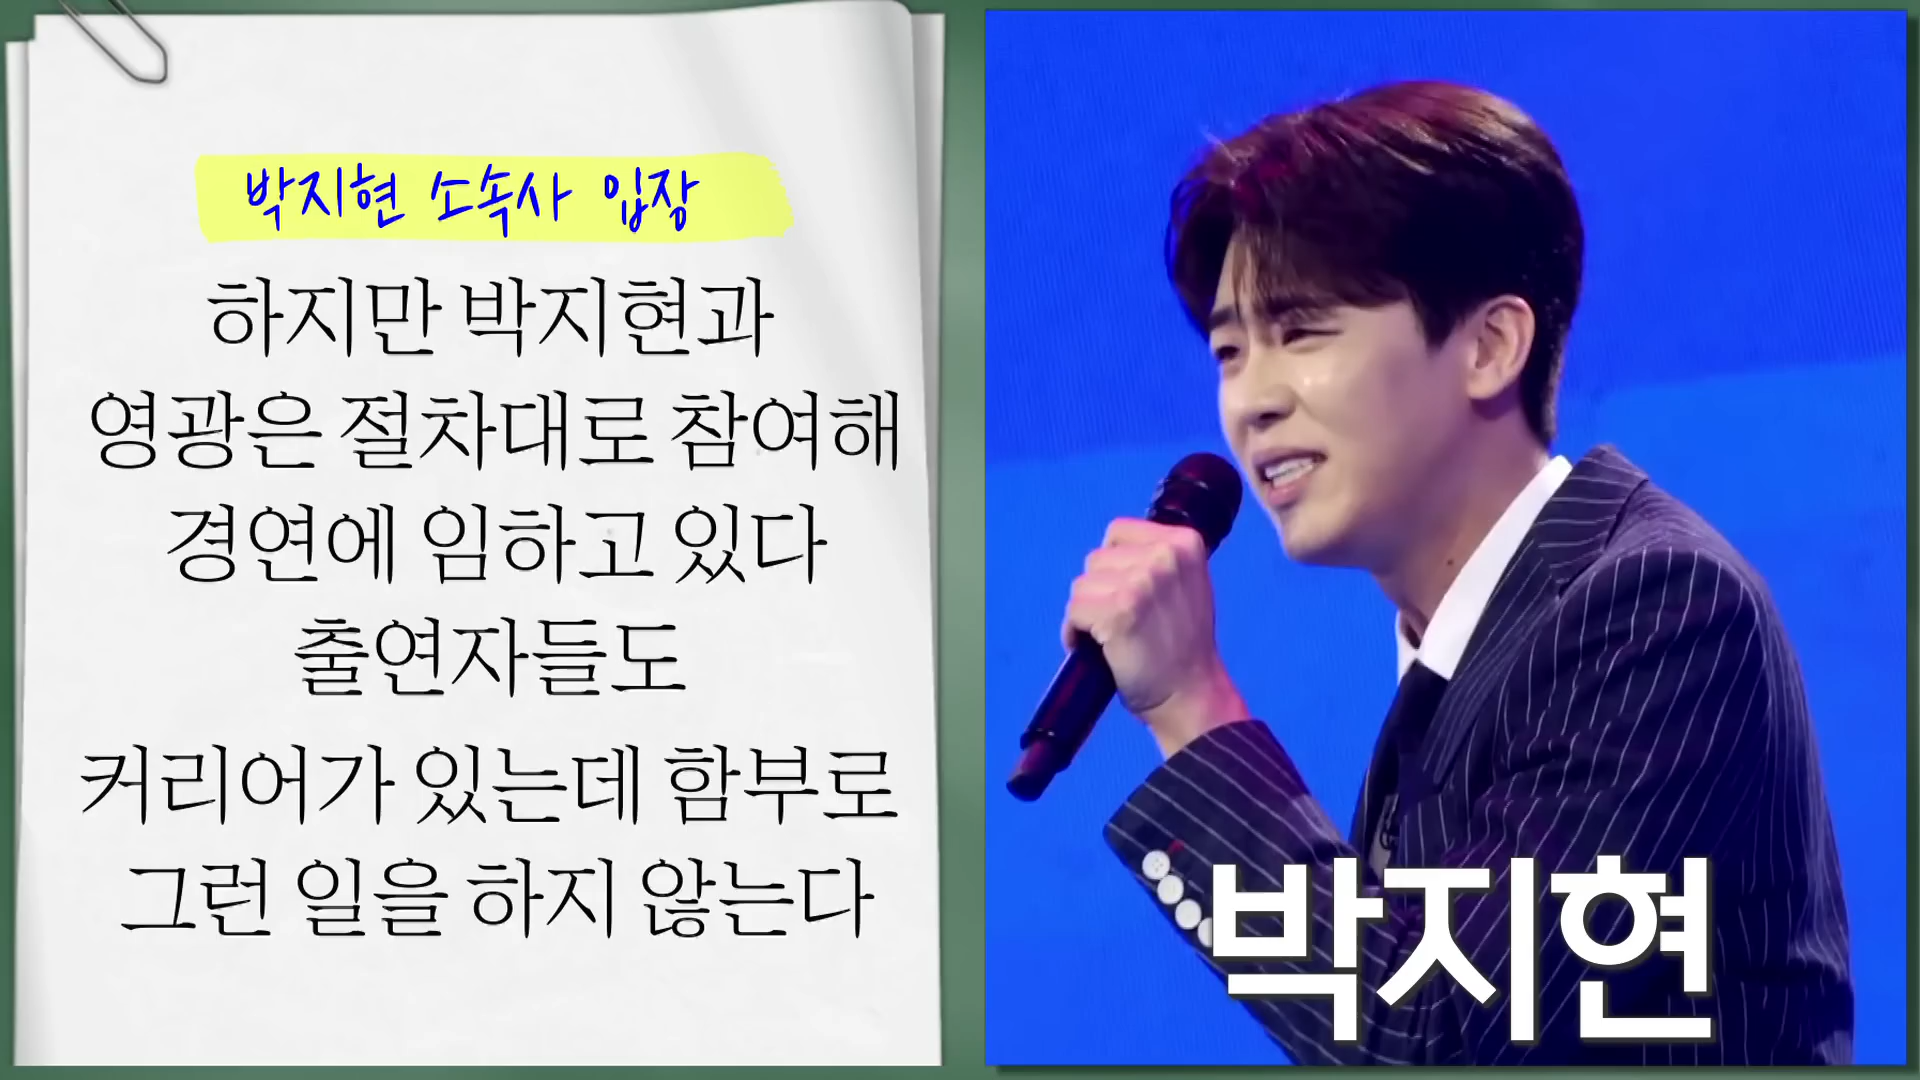 박지현 소속사 입장
하지만 박지현과
영광은 절차대로 참여해
경연에 임하고 있다
출연자들도
커리어가 있는데 함부로
그런 일을 하지 않는다
박지현